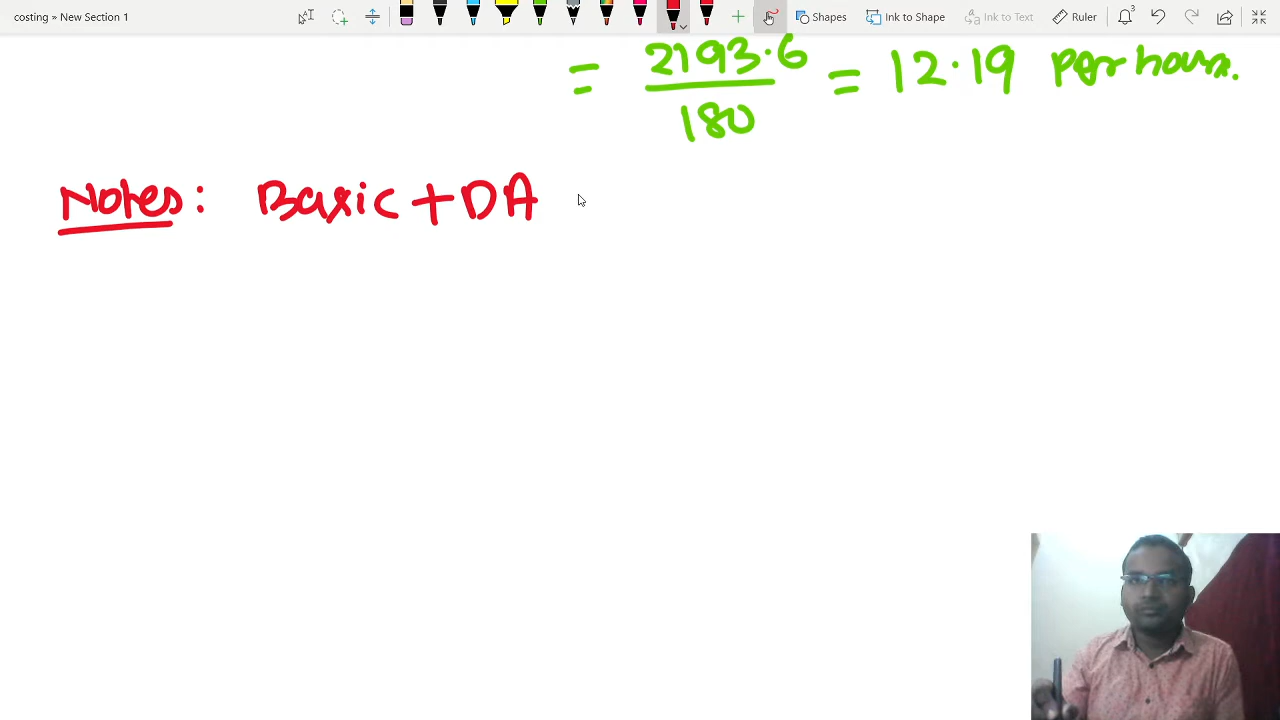 costing » New Section 1 Shapes Ink to Shape Ink to Text Ruler 3
= 2193.6 / 180 = 12.19 per hour.
Notes: Basic + DA